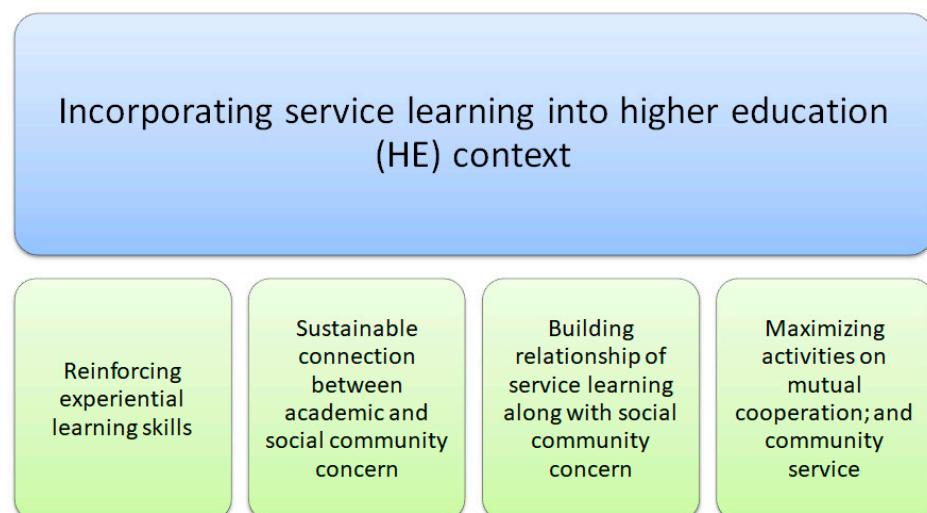 Incorporating service learning into higher education
(HE) context
Reinforcing
experiential
learning skills
Sustainable
connection
between
academic and
social community
concern
Building
relationship of
service learning
along with social
community
concern
Maximizing
activities on
mutual
cooperation; and
community
service